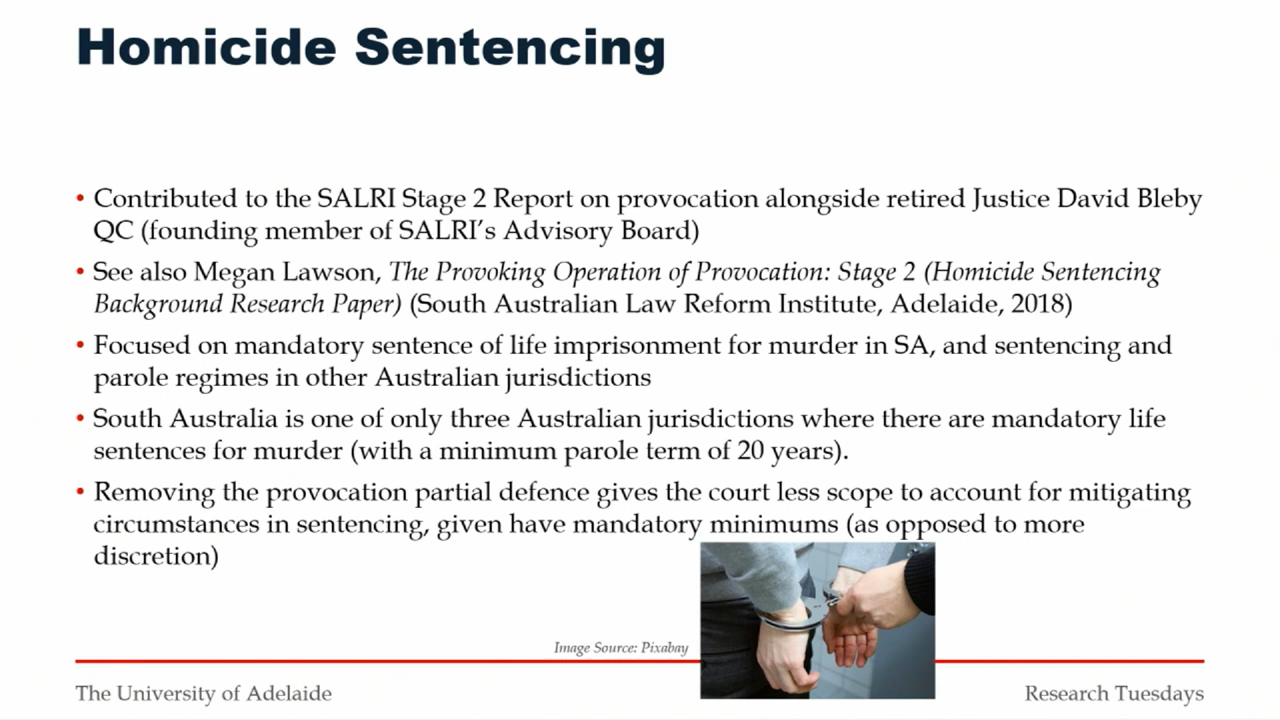 Homicide Sentencing
• Contributed to the SALRI Stage 2 Report on provocation alongside retired Justice David Bleby
QC (founding member of SALRI’s Advisory Board)
• See also Megan Lawson, The Provoking Operation of Provocation: Stage 2 (Homicide Sentencing
Background Research Paper) (South Australian Law Reform Institute, Adelaide, 2018)
• Focused on mandatory sentence of life imprisonment for murder in SA, and sentencing and
parole regimes in other Australian jurisdictions
• South Australia is one of only three Australian jurisdictions where there are mandatory life
sentences for murder (with a minimum parole term of 20 years).
• Removing the provocation partial defence gives the court less scope to account for mitigating
circumstances in sentencing, given have mandatory minimums (as opposed to more
discretion)
Image Source: Pixabay
The University of Adelaide
Research Tuesdays